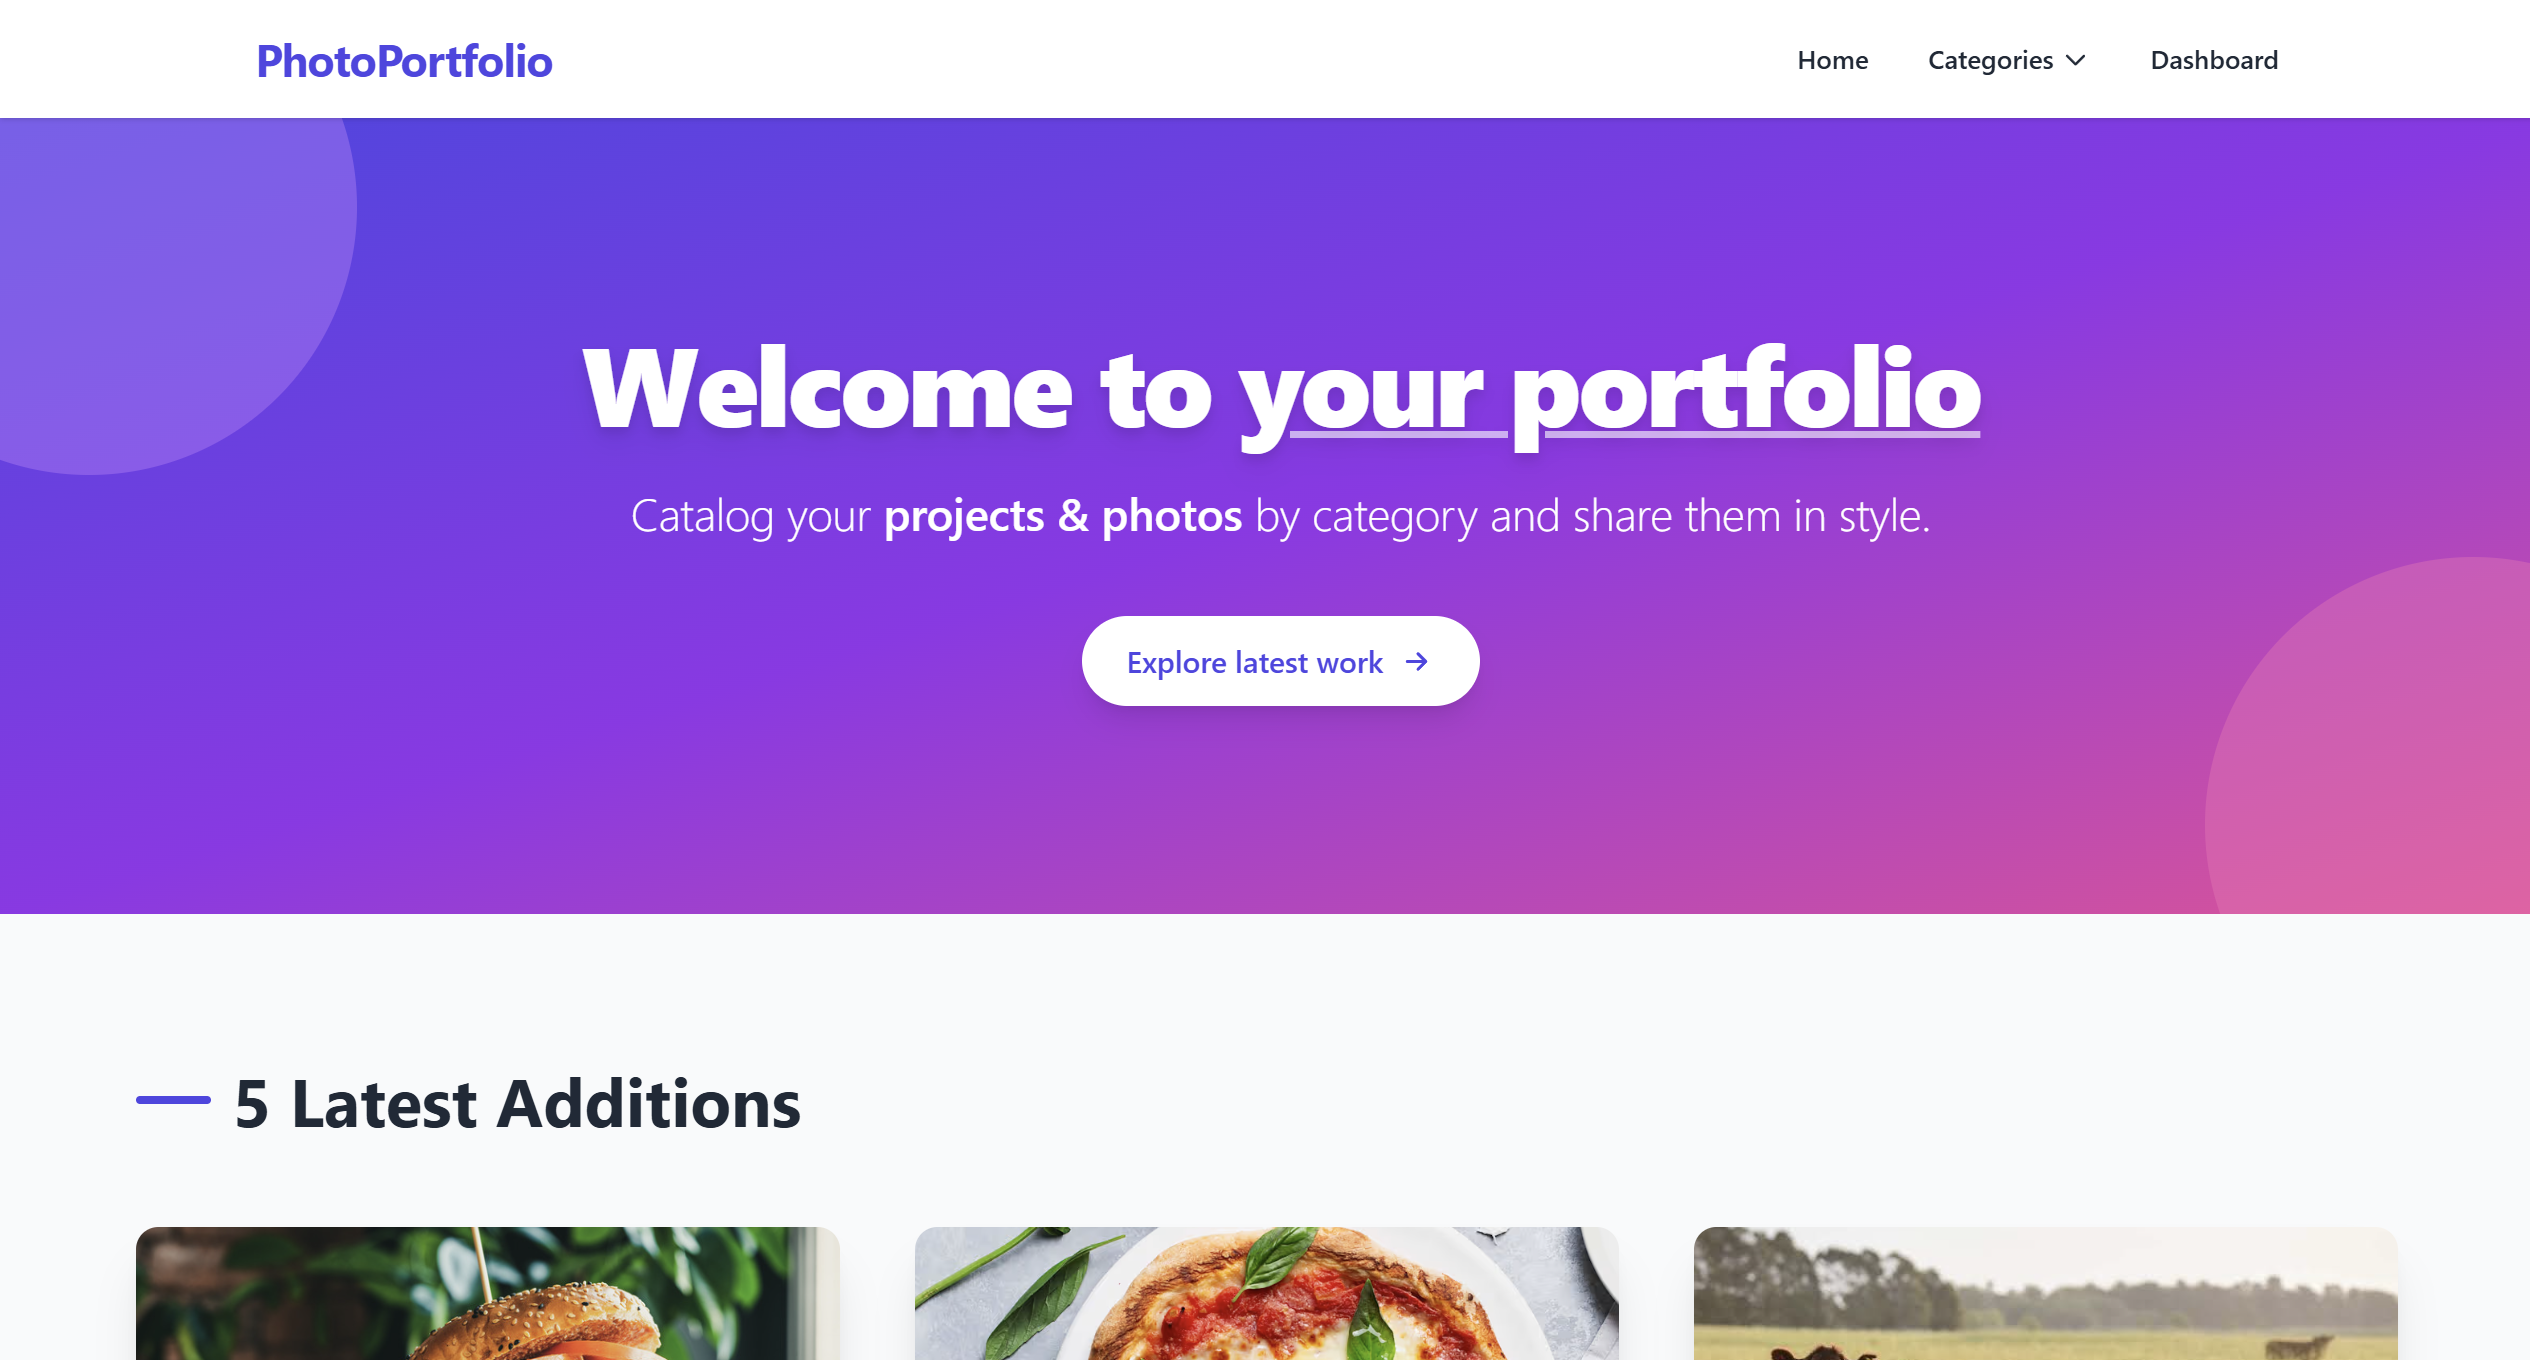 PhotoPortfolio
Home
Categories
Dashboard
Welcome to your portfolio
Catalog your projects & photos by category and share them in style.
Explore latest work →
5 Latest Additions